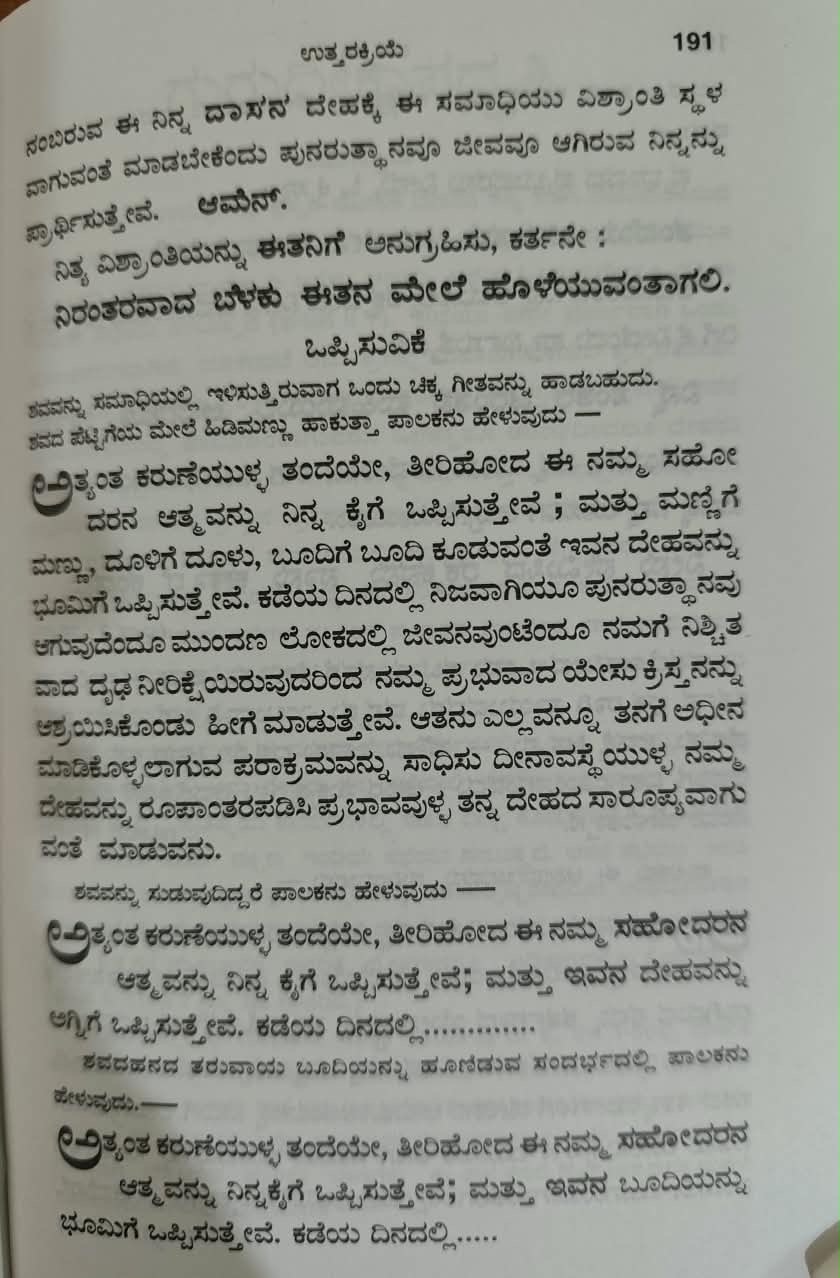 ಉತ್ತರಕ್ರಿಯೆ 191
ನಂಬಿರುವ ಈ ನಿನ್ನ ದಾಸನ ದೇಹಕ್ಕೆ ಈ ಸಮಾಧಿಯು ವಿಶ್ರಾಂತಿ ಸ್ಥಳ
ವಾಗುವಂತೆ ಮಾಡಬೇಕೆಂದು ಪುನರುತ್ಥಾನವೂ ಜೀವವೂ ಆಗಿರುವ ನಿನ್ನನ್ನು
ಪ್ರಾರ್ಥಿಸುತ್ತೇವೆ. ಆಮೆನ್.
ನಿತ್ಯ ವಿಶ್ರಾಂತಿಯನ್ನು ಈತನಿಗೆ ಅನುಗ್ರಹಿಸು, ಕರ್ತನೇ :
ನಿರಂತರವಾದ ಬೆಳಕು ಈತನ ಮೇಲೆ ಹೊಳೆಯುವಂತಾಗಲಿ.
ಒಪ್ಪಿಸುವಿಕೆ
ಶವವನ್ನು ಸಮಾಧಿಯಲ್ಲಿ ಇಳಿಸುತ್ತಿರುವಾಗ ಒಂದು ಚಿಕ್ಕ ಗೀತವನ್ನು ಹಾಡಬಹುದು.
ಶವದ ಪೆಟ್ಟಿಗೆಯ ಮೇಲೆ ಹಿಡಿಮಣ್ಣು ಹಾಕುತ್ತಾ ಪಾಲಕನು ಹೇಳುವುದು —
ಅತ್ಯಂತ ಕರುಣೆಯುಳ್ಳ ತಂದೆಯೇ, ತೀರಿಹೋದ ಈ ನಮ್ಮ ಸಹೋ
ದರನ ಆತ್ಮವನ್ನು ನಿನ್ನ ಕೈಗೆ ಒಪ್ಪಿಸುತ್ತೇವೆ ; ಮತ್ತು ಮಣ್ಣಿಗೆ
ಮಣ್ಣು, ದೂಳಿಗೆ ದೂಳು, ಬೂದಿಗೆ ಬೂದಿ ಕೂಡುವಂತೆ ಇವನ ದೇಹವನ್ನು
ಭೂಮಿಗೆ ಒಪ್ಪಿಸುತ್ತೇವೆ. ಕಡೆಯ ದಿನದಲ್ಲಿ ನಿಜವಾಗಿಯೂ ಪುನರುತ್ಥಾನವು
ಆಗುವುದೆಂದೂ ಮುಂದಣ ಲೋಕದಲ್ಲಿ ಜೀವನವುಂಟೆಂದೂ ನಮಗೆ ನಿಶ್ಚಿತ
ವಾದ ದೃಢ ನೀರಿಕ್ಷೆಯಿರುವುದರಿಂದ ನಮ್ಮ ಪ್ರಭುವಾದ ಯೇಸು ಕ್ರಿಸ್ತನನ್ನು
ಆಶ್ರಯಿಸಿಕೊಂಡು ಹೀಗೆ ಮಾಡುತ್ತೇವೆ. ಆತನು ಎಲ್ಲವನ್ನೂ ತನಗೆ ಅಧೀನ
ಮಾಡಿಕೊಳ್ಳಲಾಗುವ ಪರಾಕ್ರಮವನ್ನು ಸಾಧಿಸು ದೀನಾವಸ್ಥೆಯುಳ್ಳ ನಮ್ಮ
ದೇಹವನ್ನು ರೂಪಾಂತರಪಡಿಸಿ ಪ್ರಭಾವವುಳ್ಳ ತನ್ನ ದೇಹದ ಸಾರೂಪ್ಯವಾಗು
ವಂತೆ ಮಾಡುವನು.
ಶವವನ್ನು ಸುಡುವುದಿದ್ದರೆ ಪಾಲಕನು ಹೇಳುವುದು —
ಅತ್ಯಂತ ಕರುಣೆಯುಳ್ಳ ತಂದೆಯೇ, ತೀರಿಹೋದ ಈ ನಮ್ಮ ಸಹೋದರನ
ಆತ್ಮವನ್ನು ನಿನ್ನ ಕೈಗೆ ಒಪ್ಪಿಸುತ್ತೇವೆ; ಮತ್ತು ಇವನ ದೇಹವನ್ನು
ಅಗ್ನಿಗೆ ಒಪ್ಪಿಸುತ್ತೇವೆ. ಕಡೆಯ ದಿನದಲ್ಲಿ.............
ಶವದಹನದ ತರುವಾಯ ಬೂದಿಯನ್ನು ಹೂಣಿಡುವ ಸಂದರ್ಭದಲ್ಲಿ ಪಾಲಕನು
ಹೇಳುವುದು.—
ಅತ್ಯಂತ ಕರುಣೆಯುಳ್ಳ ತಂದೆಯೇ, ತೀರಿಹೋದ ಈ ನಮ್ಮ ಸಹೋದರನ
ಆತ್ಮವನ್ನು ನಿನ್ನಕೈಗೆ ಒಪ್ಪಿಸುತ್ತೇವೆ; ಮತ್ತು ಇವನ ಬೂದಿಯನ್ನು
ಭೂಮಿಗೆ ಒಪ್ಪಿಸುತ್ತೇವೆ. ಕಡೆಯ ದಿನದಲ್ಲಿ.....